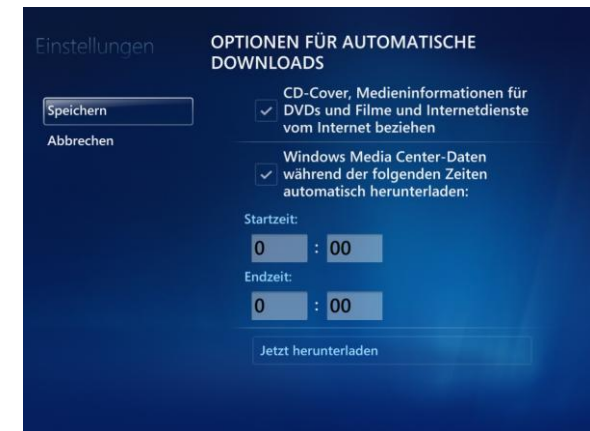 Einstellungen
OPTIONEN FÜR AUTOMATISCHE
DOWNLOADS
Speichern
Abbrechen
CD-Cover, Medieninformationen für
DVDs und Filme und Internetdienste
vom Internet beziehen
Windows Media Center-Daten
während der folgenden Zeiten
automatisch herunterladen:
Startzeit:
0 : 00
Endzeit:
0 : 00
Jetzt herunterladen